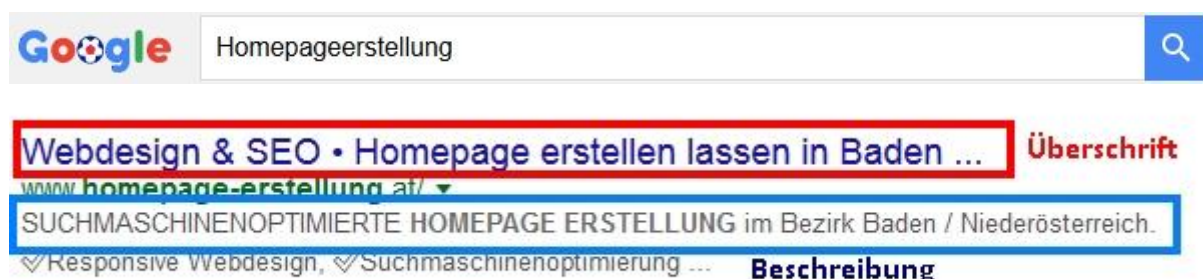 Google Homepageerstellung
Webdesign & SEO • Homepage erstellen lassen in Baden ... Überschrift
www.homepage-erstellung.at/
SUCHMASCHINENOPTIMIERTE HOMEPAGE ERSTELLUNG im Bezirk Baden / Niederösterreich.
✓Responsive Webdesign, ✓Suchmaschinenoptimierung ... Beschreibung